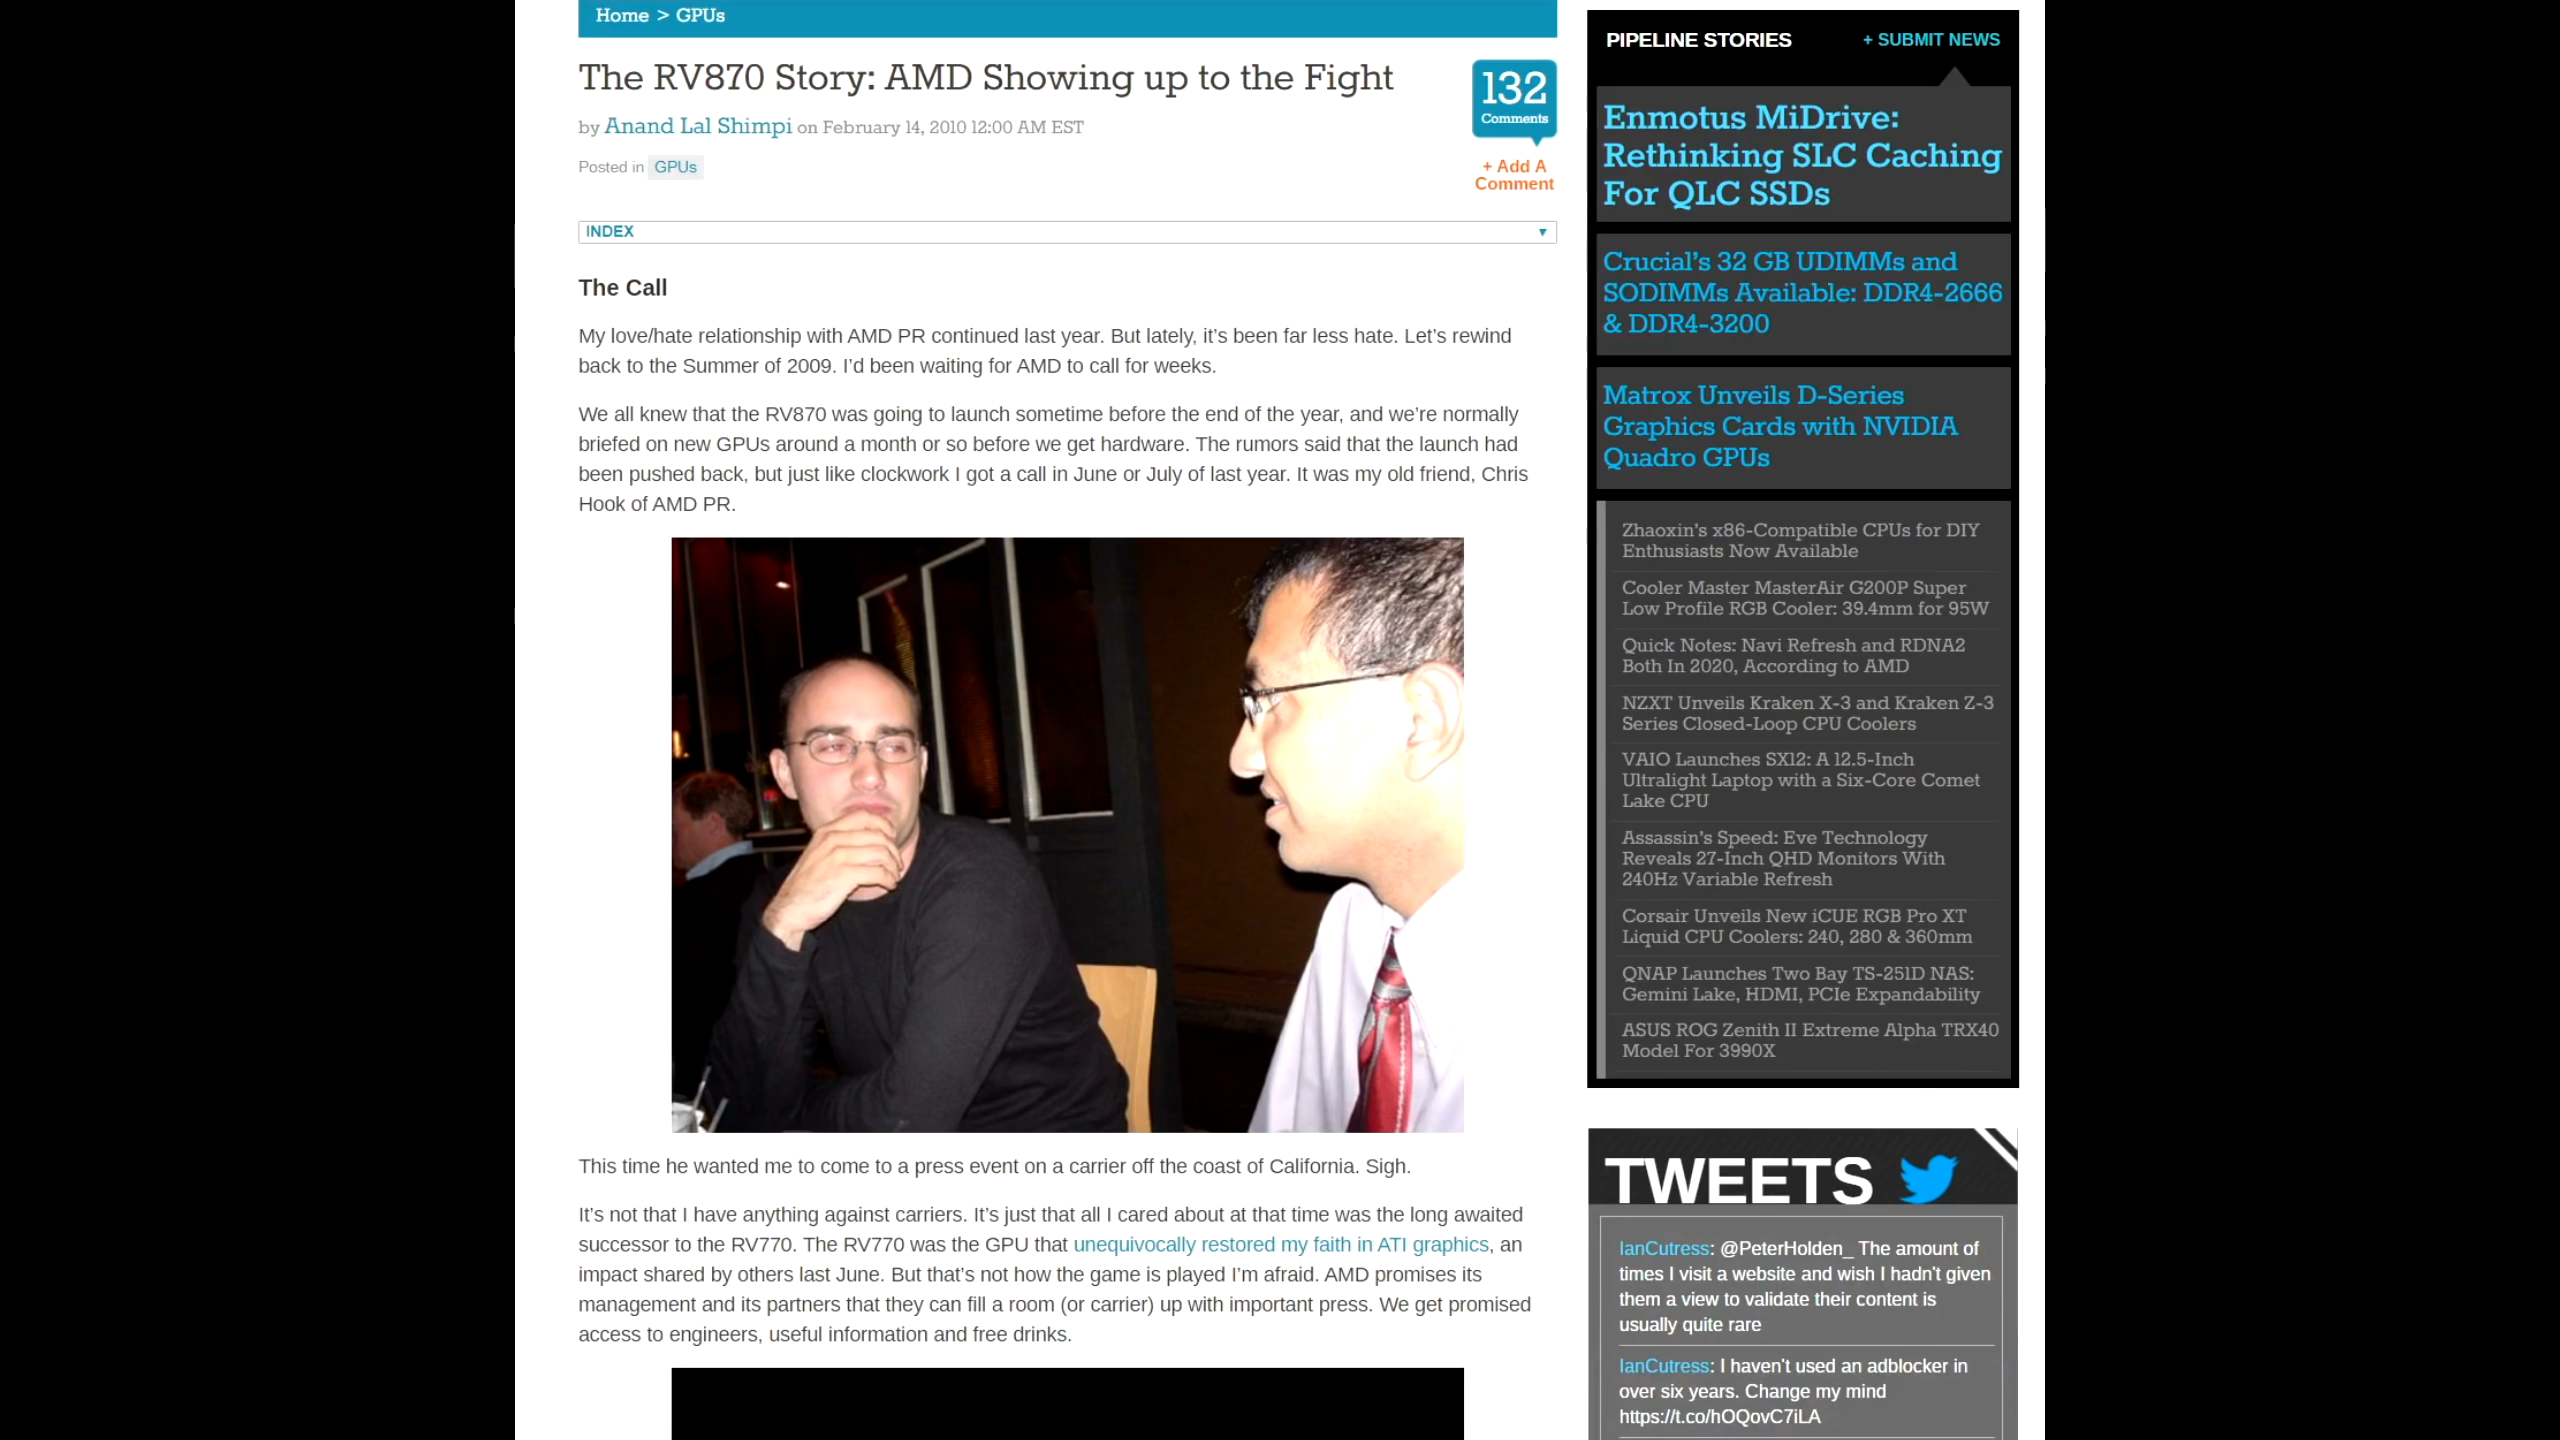 Home > GPUs
The RV870 Story: AMD Showing up to the Fight
132
Comments
by Anand Lal Shimpi on February 14, 2010 12:00 AM EST
+ Add A
Comment
Posted in GPUs
INDEX ▼
The Call
My love/hate relationship with AMD PR continued last year. But lately, it's been far less hate. Let's rewind
back to the Summer of 2009. I'd been waiting for AMD to call for weeks.
We all knew that the RV870 was going to launch sometime before the end of the year, and we're normally
briefed on new GPUs around a month or so before we get hardware. The rumors said that the launch had
been pushed back, but just like clockwork I got a call in June or July of last year. It was my old friend, Chris
Hook of AMD PR.
This time he wanted me to come to a press event on a carrier off the coast of California. Sigh.
It's not that I have anything against carriers. It's just that all I cared about at that time was the long awaited
successor to the RV770. The RV770 was the GPU that unequivocally restored my faith in ATI graphics, an
impact shared by others last June. But that's not how the game is played I'm afraid. AMD promises its
management and its partners that they can fill a room (or carrier) up with important press. We get promised
access to engineers, useful information and free drinks.
PIPELINE STORIES
+ SUBMIT NEWS
Enmotus MiDrive:
Rethinking SLC Caching
For QLC SSDs
Crucial's 32 GB UDIMMs and
SODIMMs Available: DDR4-2666
& DDR4-3200
Matrox Unveils D-Series
Graphics Cards with NVIDIA
Quadro GPUs
Zhaoxin's x86-Compatible CPUs for DIY
Enthusiasts Now Available
Cooler Master MasterAir G200P Super
Low Profile RGB Cooler: 39.4mm for 95W
Quick Notes: Navi Refresh and RDNA2
Both In 2020, According to AMD
NZXT Unveils Kraken X-3 and Kraken Z-3
Series Closed-Loop CPU Coolers
VAIO Launches SX12: A 12.5-Inch
Ultralight Laptop with a Six-Core Comet
Lake CPU
Assassin's Speed: Eve Technology
Reveals 27-Inch QHD Monitors With
240Hz Variable Refresh
Corsair Unveils New iCUE RGB Pro XT
Liquid CPU Coolers: 240, 280 & 360mm
QNAP Launches Two Bay TS-251D NAS:
Gemini Lake, HDMI, PCIe Expandability
ASUS ROG Zenith II Extreme Alpha TRX40
Model For 3990X
TWEETS
IanCutress: @PeterHolden_ The amount of
times I visit a website and wish I hadn't given
them a view to validate their content is
usually quite rare
IanCutress: I haven't used an adblocker in
over six years. Change my mind
https://t.co/hOQovC7iLA